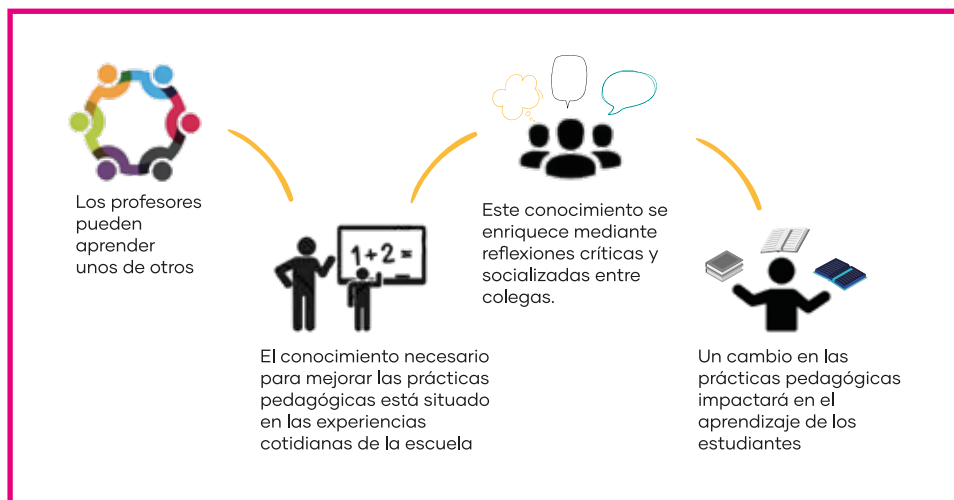 Los profesores
pueden
aprender
unos de otros
1+2=
El conocimiento necesario
para mejorar las prácticas
pedagógicas está situado
en las experiencias
cotidianas de la escuela
Este conocimiento se
enriquece mediante
reflexiones críticas y
socializadas entre
colegas.
Un cambio en las
prácticas pedagógicas
impactará en el
aprendizaje de los
estudiantes